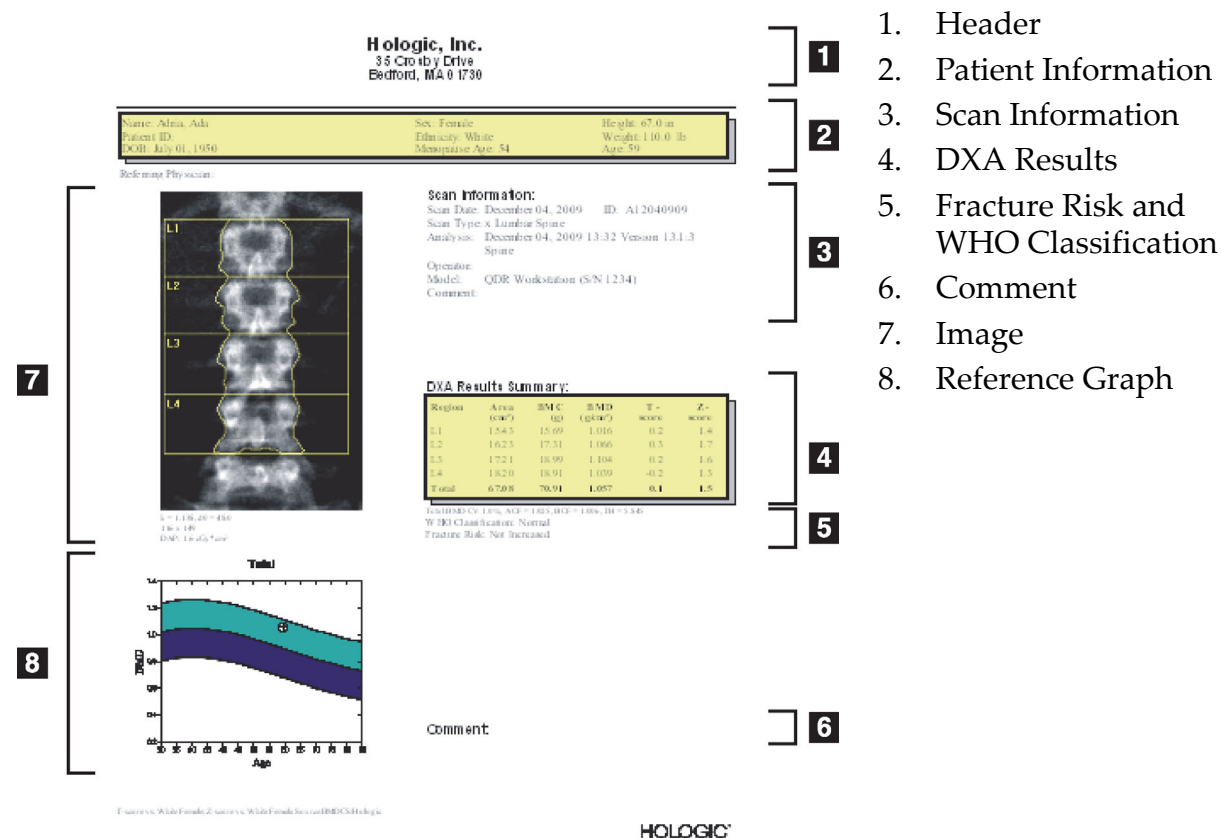 Hologic, Inc.
35 Crosby Drive
Bedford, MA 01730
1
Name: Adma, Ada
Sex: Female
Height: 67.0 in
Patient ID:
Ethnicity: White
Weight: 110.0 lb
DOB: July 01, 1950
Menopause Age: 54
Age: 59
2
Referring Physician:
L1
L2
L3
L4
7
Scan Information:
Scan Date: December 04, 2009 ID: A12040909
Scan Type: x Lumbar Spine
Analysis: December 04, 2009 13:32 Version 13.1.3
Spine
Operator:
Model: QDR Workstation (S/N 1234)
Comment:
3
DXA Results Summary:
Region Area (cm²) BMC (g) BMD (g/cm²) T-score Z-score
L1 15.43 15.69 1.016 0.2 1.4
L2 16.23 17.31 1.066 0.3 1.7
L3 17.21 18.99 1.104 0.2 1.6
L4 18.20 18.91 1.039 -0.2 1.3
Total 67.08 70.91 1.057 0.1 1.5
4
WHO Classification: Normal
Fracture Risk: Not Increased
5
Total
BMD
Age
8
Comment:
6
HOLOGIC
1. Header
2. Patient Information
3. Scan Information
4. DXA Results
5. Fracture Risk and
WHO Classification
6. Comment
7. Image
8. Reference Graph